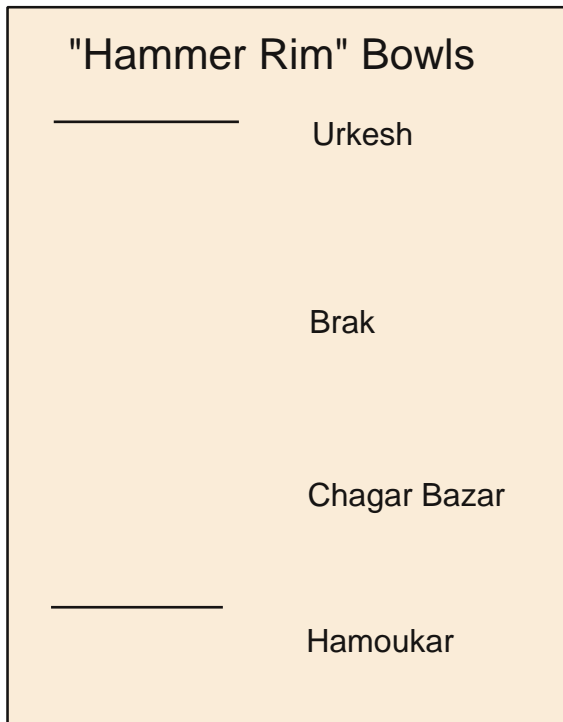 "Hammer Rim" Bowls
Urkesh
Brak
Chagar Bazar
Hamoukar